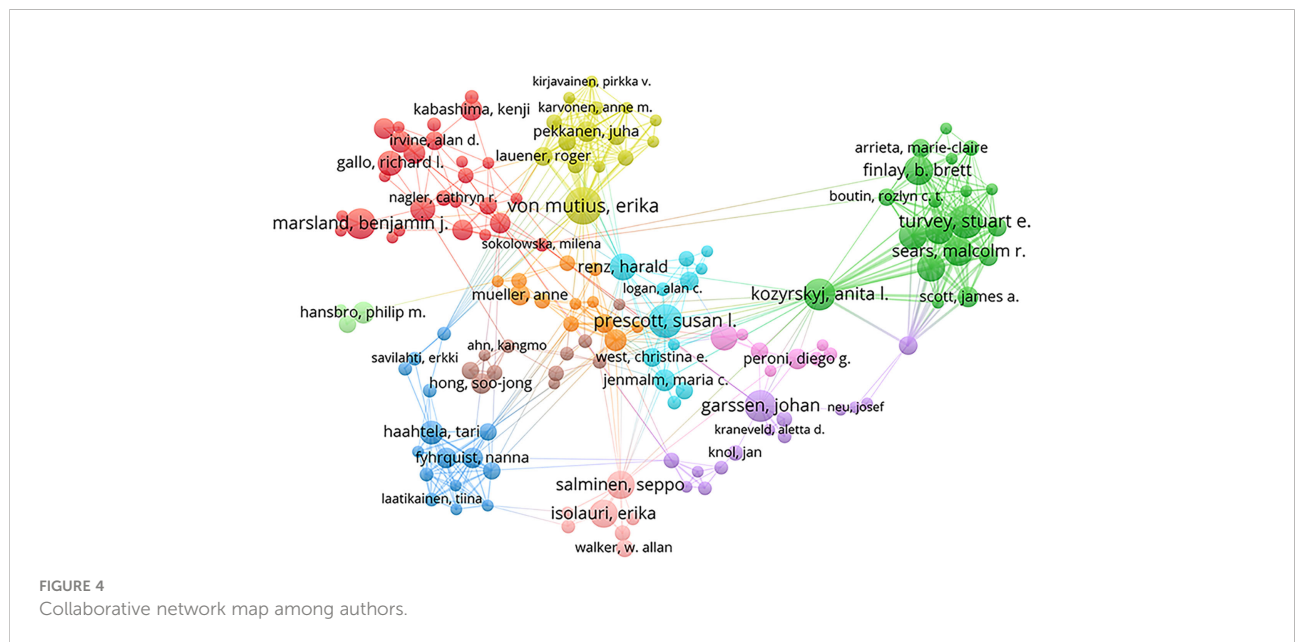 kirjavainen, pirkka v.
kabashima, kenji
karvonen, anne m.
irvine, alan d.
pekkanen, juha
arrieta, marie-claire
gallo, richard l.
lauener, roger
finlay, b. brett
nagler, cathryn r.
von mutius, erika
boutin, rozlyn c. t.
marsland, benjamin j.
turvey, stuart e.
sokolowska, milena
sears, malcolm r.
renz, harald
logan, alan c.
mueller, anne
kozyrskyj, anita l.
scott, james a.
hansbro, philip m.
prescott, susan l.
ahn, kangmo
savilahti, erkki
west, christina e.
peroni, diego g.
hong, soo-jong
jenmalm, maria c.
garssen, johan
neu, josef
haahtela, tari
kraneveld, aletta d.
fyhrquist, nanna
knol, jan
laatikainen, tiina
salminen, seppo
isolauri, erika
walker, w. allan
FIGURE 4
Collaborative network map among authors.